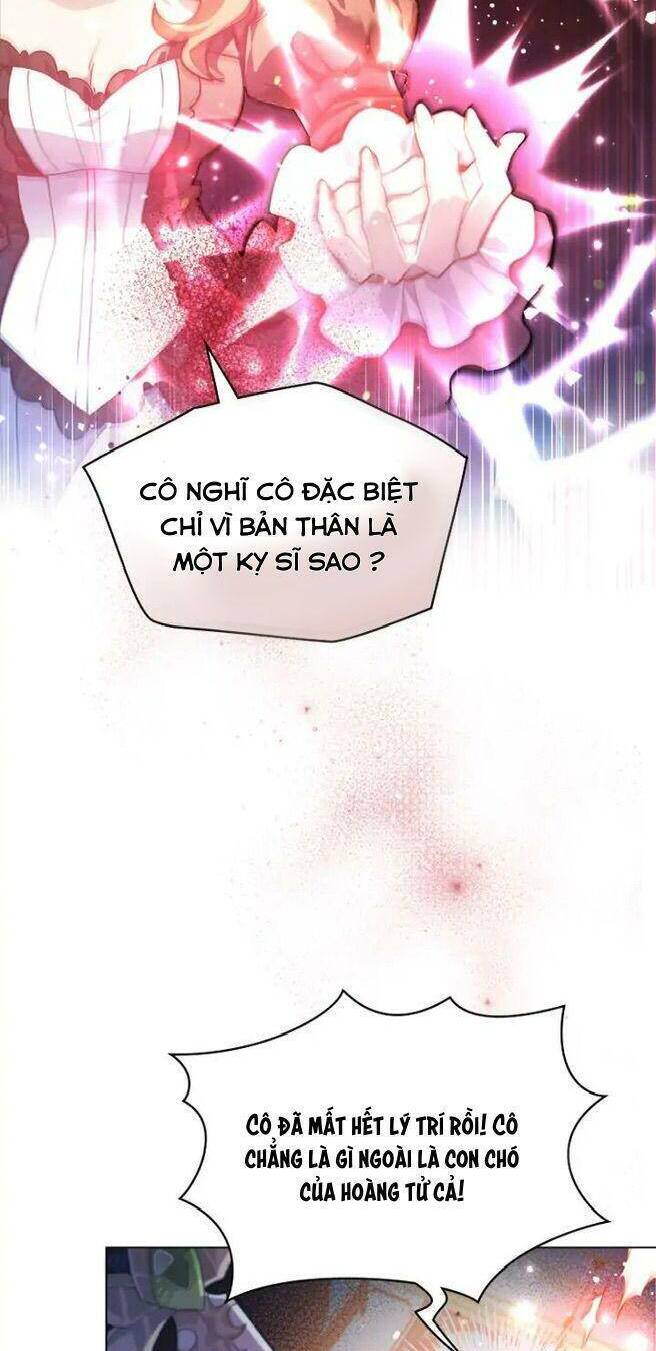 CÔ NGHĨ CÔ ĐẶC BIỆT
CHỈ VÌ BẢN THÂN LÀ
MỘT KỴ SĨ SAO ?
CÔ ĐÃ MẤT HẾT LÝ TRÍ RỒI! CÔ
CHẲNG LÀ GÌ NGOÀI LÀ CON CHÓ
CỦA HOÀNG TỬ CẢ!